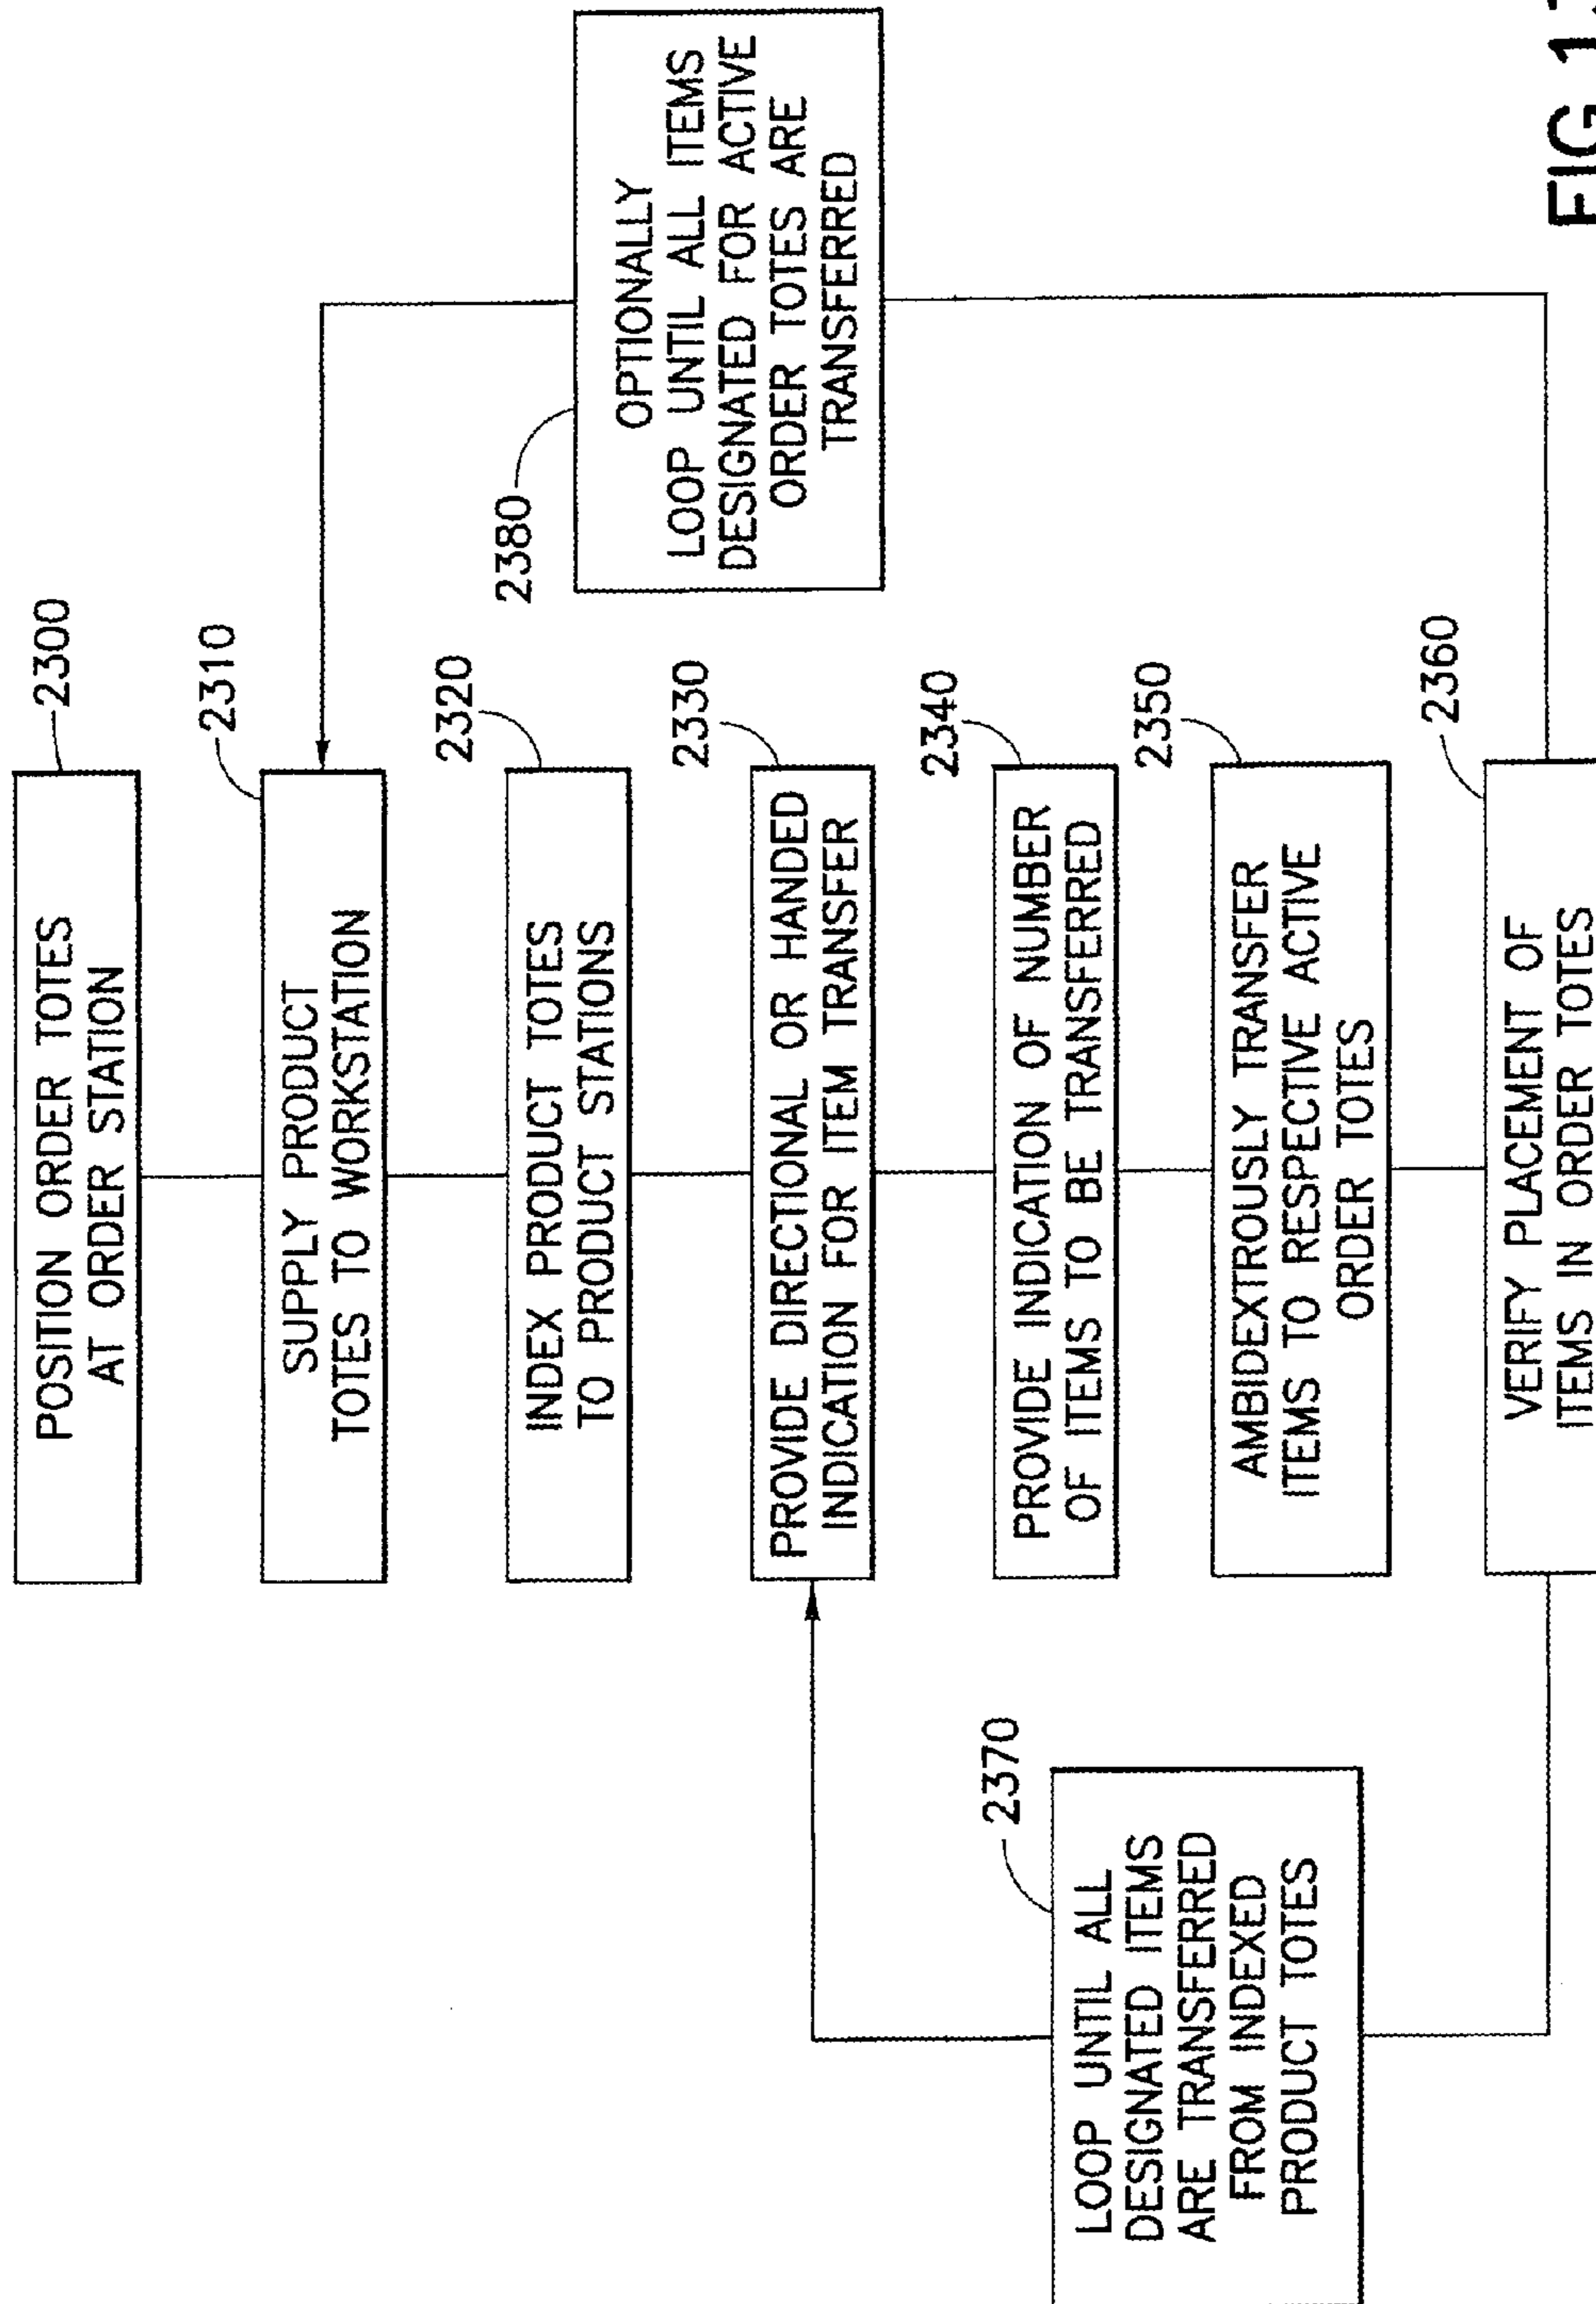 POSITION ORDER TOTES
AT ORDER STATION
2300
SUPPLY PRODUCT
TOTES TO WORKSTATION
2310
INDEX PRODUCT TOTES
TO PRODUCT STATIONS
2320
PROVIDE DIRECTIONAL OR HANDED
INDICATION FOR ITEM TRANSFER
2330
PROVIDE INDICATION OF NUMBER
OF ITEMS TO BE TRANSFERRED
2340
AMBIDEXTROUSLY TRANSFER
ITEMS TO RESPECTIVE ACTIVE
ORDER TOTES
2350
VERIFY PLACEMENT OF
ITEMS IN ORDER TOTES
2360
LOOP UNTIL ALL
DESIGNATED ITEMS
ARE TRANSFERRED
FROM INDEXED
PRODUCT TOTES
2370
OPTIONALLY
LOOP UNTIL ALL ITEMS
DESIGNATED FOR ACTIVE
ORDER TOTES ARE
TRANSFERRED
2380
FIG